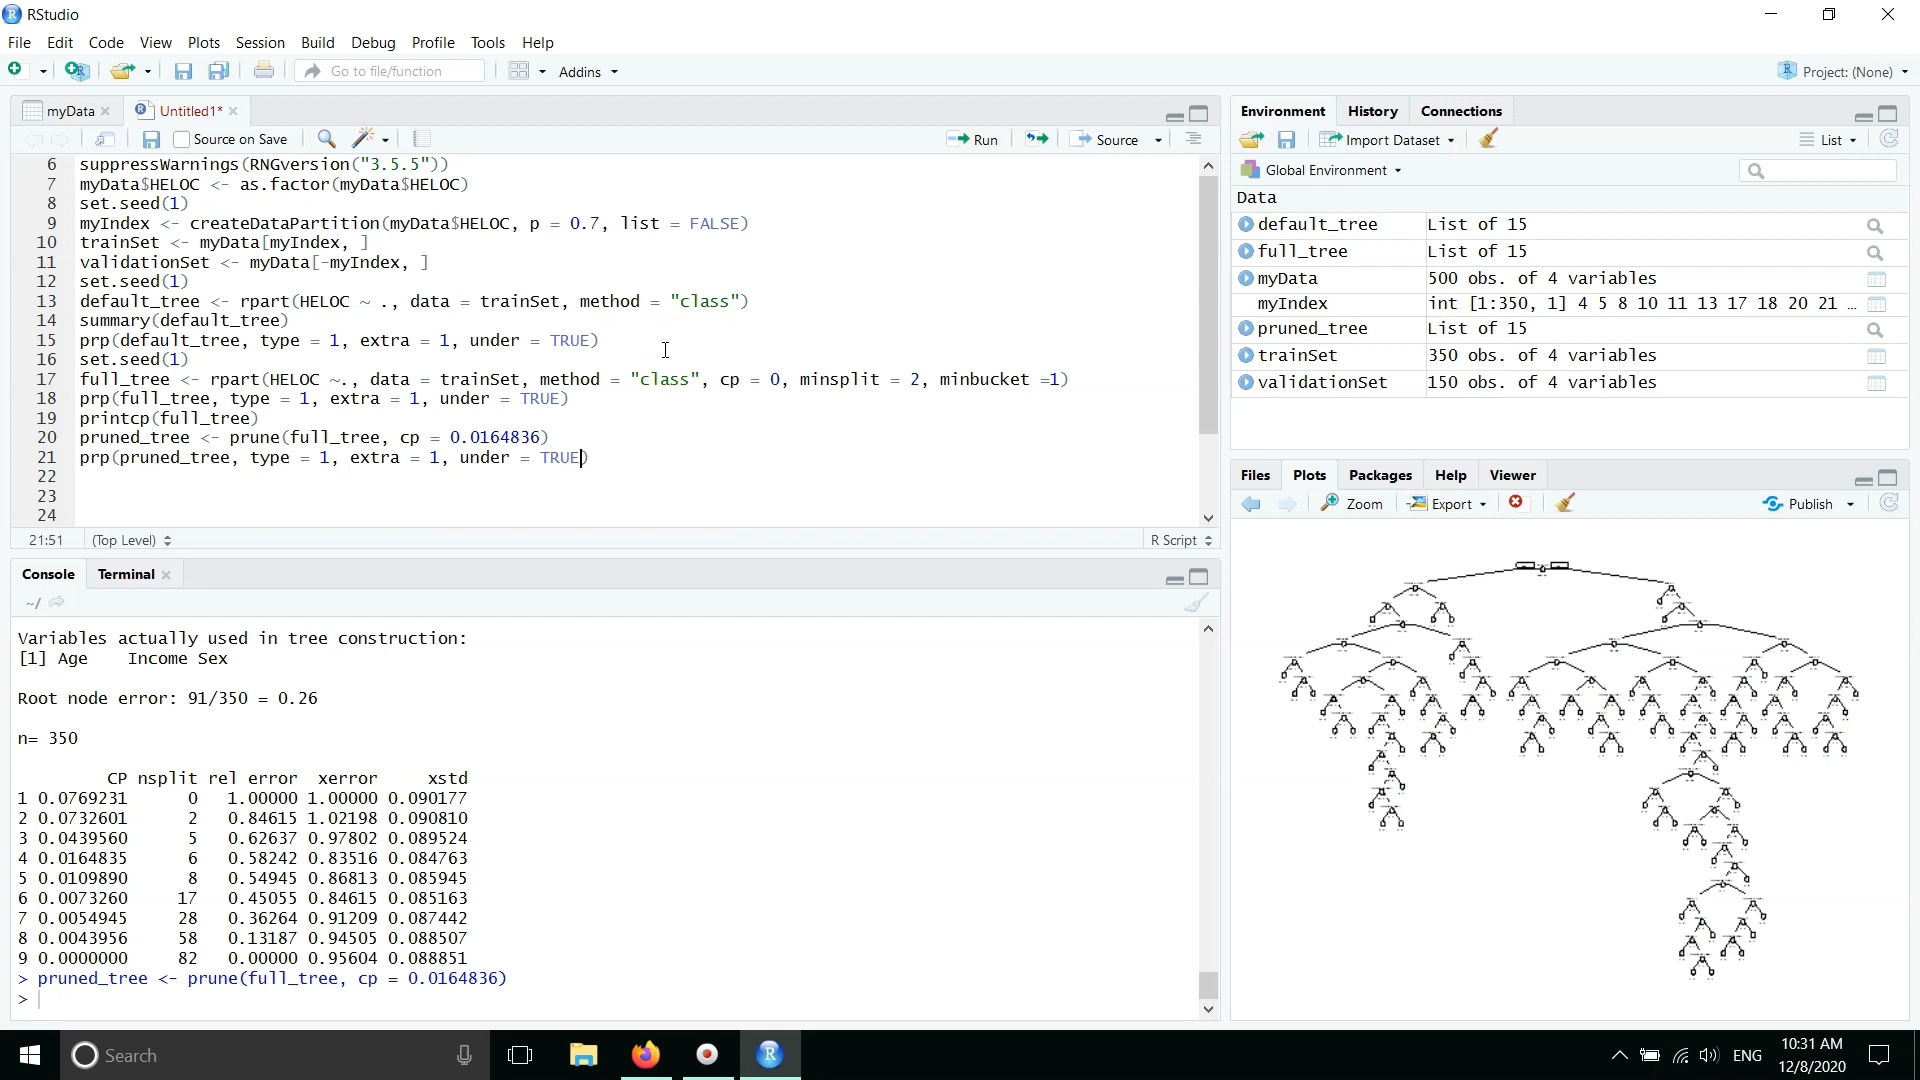 RStudio
File Edit Code View Plots Session Build Debug Profile Tools Help
Go to file/function Addins Project: (None)
myData Untitled1*
Source on Save Run Source
6 suppressWarnings(RNGversion("3.5.5"))
7 myData$HELOC <- as.factor(myData$HELOC)
8 set.seed(1)
9 myIndex <- createDataPartition(myData$HELOC, p = 0.7, list = FALSE)
10 trainSet <- myData[myIndex, ]
11 validationSet <- myData[-myIndex, ]
12 set.seed(1)
13 default_tree <- rpart(HELOC ~ ., data = trainSet, method = "class")
14 summary(default_tree)
15 prp(default_tree, type = 1, extra = 1, under = TRUE)
16 set.seed(1)
17 full_tree <- rpart(HELOC ~., data = trainSet, method = "class", cp = 0, minsplit = 2, minbucket =1)
18 prp(full_tree, type = 1, extra = 1, under = TRUE)
19 printcp(full_tree)
20 pruned_tree <- prune(full_tree, cp = 0.0164836)
21 prp(pruned_tree, type = 1, extra = 1, under = TRUE)
22
23
24
21:51 (Top Level) R Script
Console Terminal
~/
Variables actually used in tree construction:
[1] Age Income Sex
Root node error: 91/350 = 0.26
n= 350
CP nsplit rel error xerror xstd
1 0.0769231 0 1.00000 1.00000 0.090177
2 0.0732601 2 0.84615 1.02198 0.090810
3 0.0439560 5 0.62637 0.97802 0.089524
4 0.0164835 6 0.58242 0.83516 0.084763
5 0.0109890 8 0.54945 0.86813 0.085945
6 0.0073260 17 0.45055 0.84615 0.085163
7 0.0054945 28 0.36264 0.91209 0.087442
8 0.0043956 58 0.13187 0.94505 0.088507
9 0.0000000 82 0.00000 0.95604 0.088851
> pruned_tree <- prune(full_tree, cp = 0.0164836)
>
Environment History Connections
Import Dataset List
Global Environment
Data
default_tree List of 15
full_tree List of 15
myData 500 obs. of 4 variables
myIndex int [1:350, 1] 4 5 8 10 11 13 17 18 20 21 …
pruned_tree List of 15
trainSet 350 obs. of 4 variables
validationSet 150 obs. of 4 variables
Files Plots Packages Help Viewer
Zoom Export Publish
Search
ENG
10:31 AM
12/8/2020